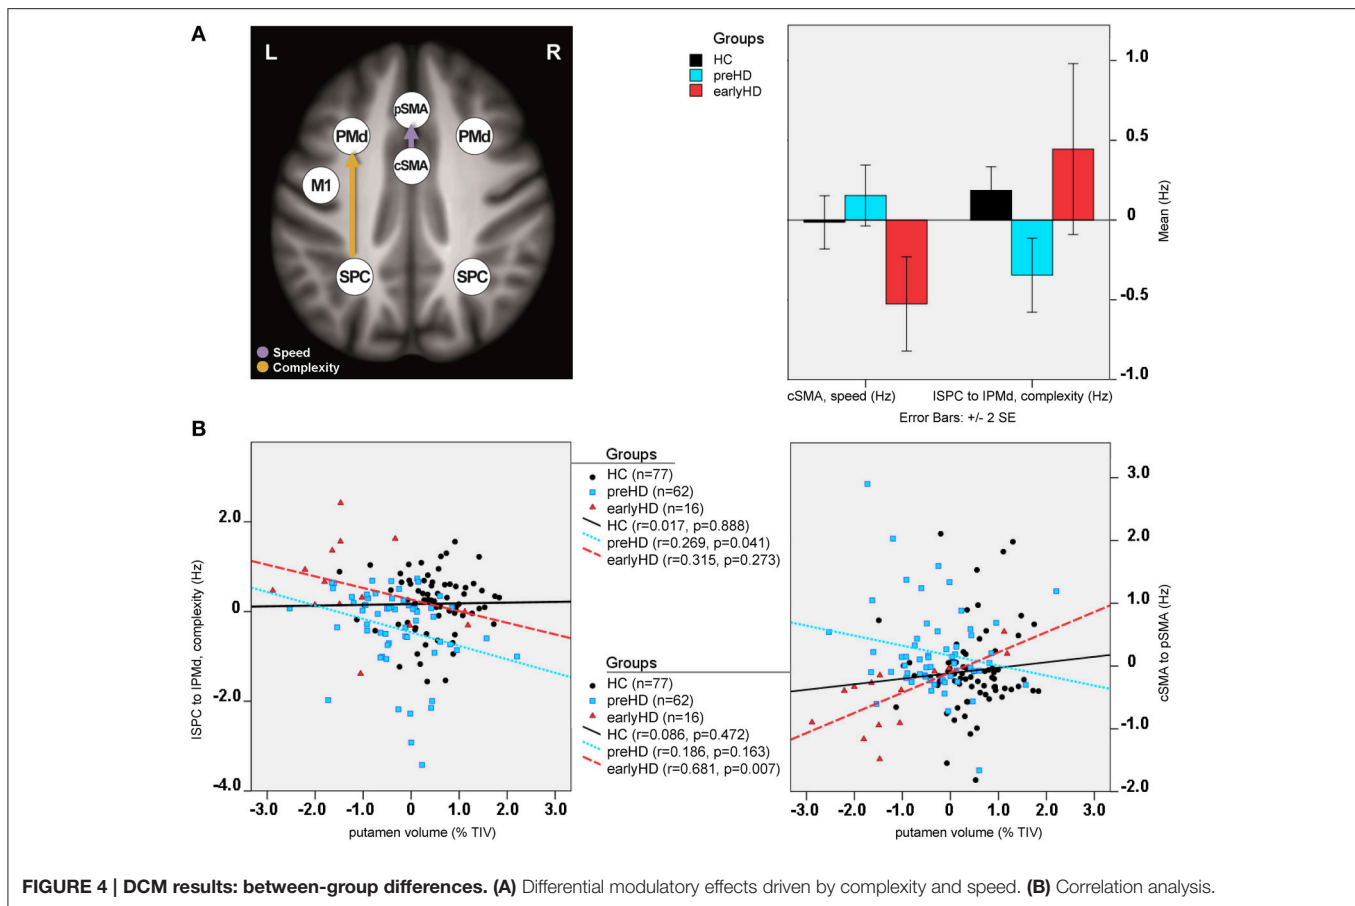 A
L
R
pSMA
PMd
PMd
cSMA
M1
SPC
SPC
Speed
Complexity
Groups
HC
preHD
earlyHD
1.0
0.5
0
-0.5
-1.0
Mean (Hz)
cSMA, speed (Hz)
lSPC to lPMd, complexity (Hz)
Error Bars: +/- 2 SE
B
lSPC to lPMd, complexity (Hz)
2.0
0
-2.0
-4.0
-3.0 -2.0 -1.0 0 1.0 2.0 3.0
putamen volume (% TIV)
Groups
HC (n=77)
preHD (n=62)
earlyHD (n=16)
HC (r=0.017, p=0.888)
preHD (r=0.269, p=0.041)
earlyHD (r=0.315, p=0.273)
Groups
HC (n=77)
preHD (n=62)
earlyHD (n=16)
HC (r=0.086, p=0.472)
preHD (r=0.186, p=0.163)
earlyHD (r=0.681, p=0.007)
3.0
2.0
1.0
0
-1.0
-2.0
cSMA to pSMA (Hz)
-3.0 -2.0 -1.0 0 1.0 2.0 3.0
putamen volume (% TIV)
FIGURE 4 | DCM results: between-group differences. (A) Differential modulatory effects driven by complexity and speed. (B) Correlation analysis.